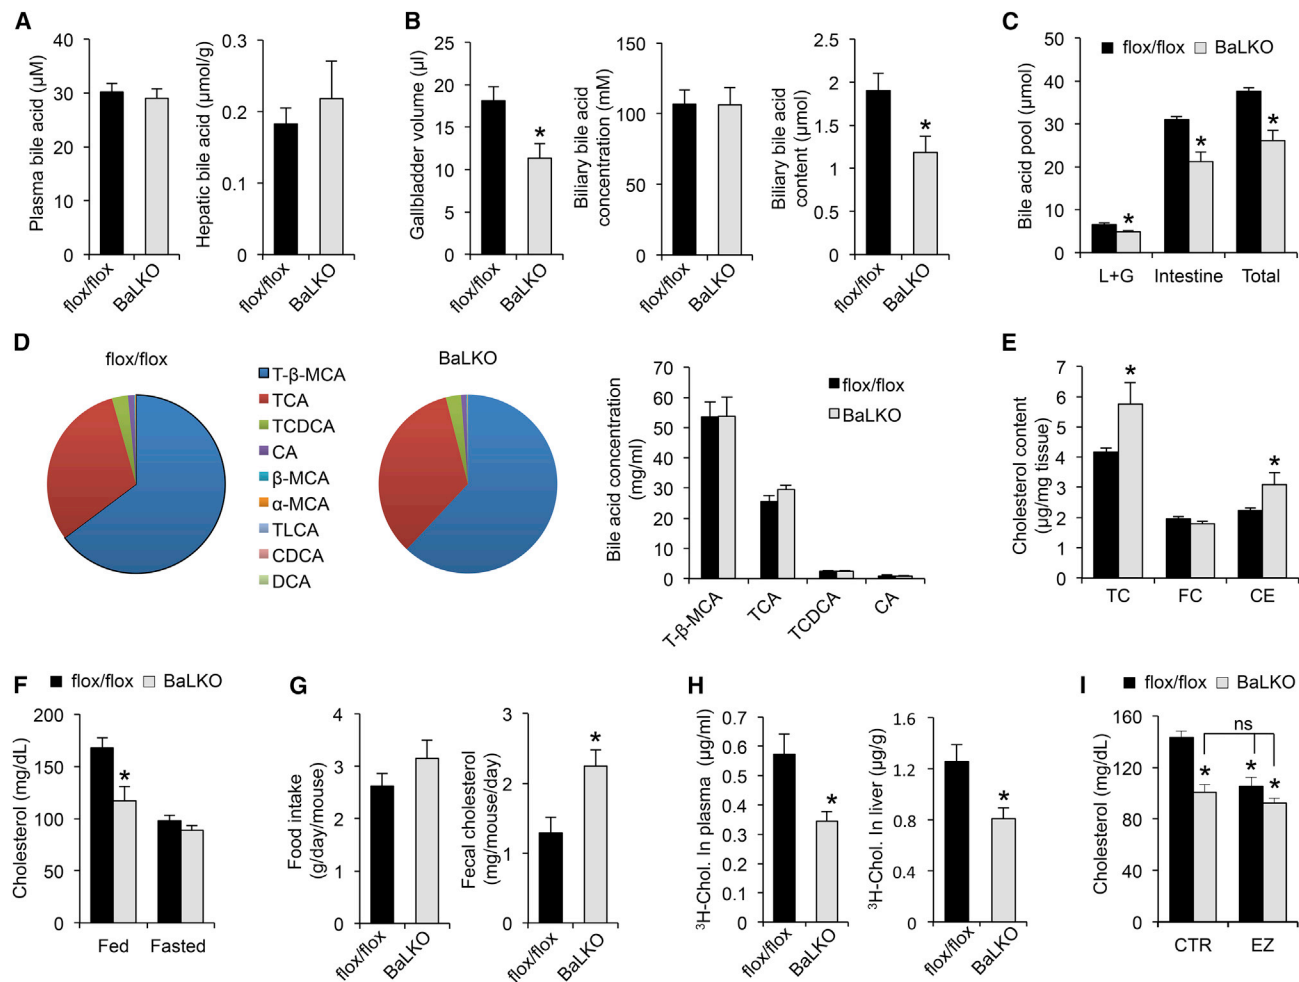 A
Plasma bile acid (μM)
40
30
20
10
0
flox/flox
BaLKO
Hepatic bile acid (μmol/g)
0.3
0.2
0.1
0
flox/flox
BaLKO
B
Gallbladder volume (μl)
25
20
15
10
5
0
*
flox/flox
BaLKO
Biliary bile acid
concentration (mM)
150
100
50
0
flox/flox
BaLKO
Biliary bile acid
content (μmol)
2.5
2
1.5
1
0.5
0
*
flox/flox
BaLKO
C
flox/flox BaLKO
Bile acid pool (μmol)
50
40
30
20
10
0
*
*
*
L+G Intestine Total
D
flox/flox
T-β-MCA
TCA
TCDCA
CA
β-MCA
α-MCA
TLCA
CDCA
DCA
BaLKO
Bile acid concentration
(mg/ml)
70
60
50
40
30
20
10
0
flox/flox
BaLKO
T-β-MCA
TCA
TCDCA
CA
E
Cholesterol content
(μg/mg tissue)
7
6
5
4
3
2
1
0
*
*
TC FC CE
F
flox/flox BaLKO
Cholesterol (mg/dL)
200
150
100
50
0
*
Fed Fasted
G
Food intake
(g/day/mouse)
4
3
2
1
0
flox/flox
BaLKO
Fecal cholesterol
(mg/mouse/day)
3
2
1
0
*
flox/flox
BaLKO
H
³H-Chol. In plasma (μg/ml)
0.7
0.6
0.5
0.4
0.3
0.2
0.1
0
*
flox/flox
BaLKO
³H-Chol. In liver (μg/g)
1.6
1.2
0.8
0.4
0
*
flox/flox
BaLKO
I
flox/flox BaLKO
Cholesterol (mg/dL)
160
120
80
40
0
ns
*
*
*
CTR EZ